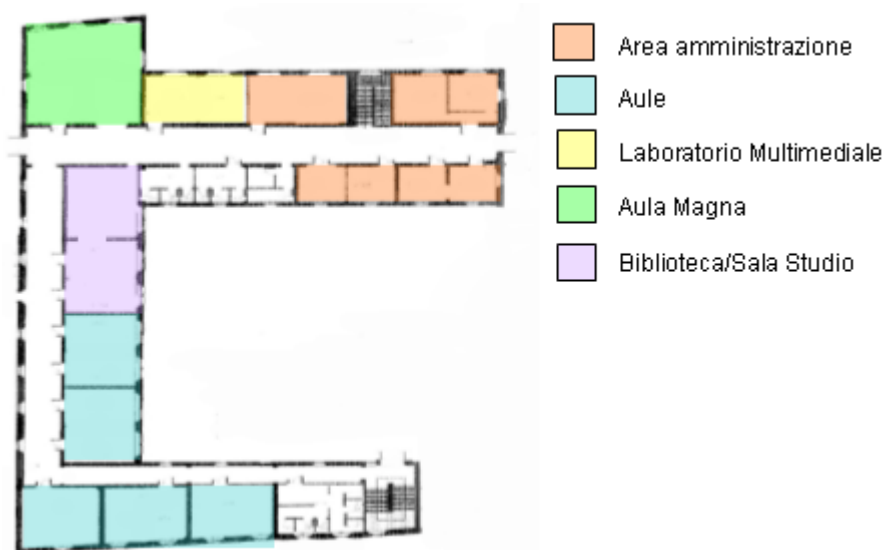 Area amministrazione
Aule
Laboratorio Multimediale
Aula Magna
Biblioteca/Sala Studio